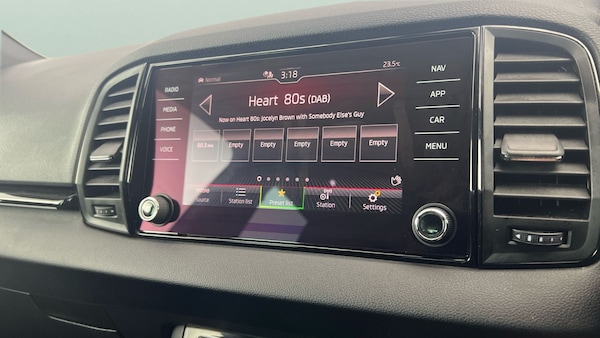 Normal 3:18 23.5°C
RADIO
MEDIA
PHONE
VOICE
Heart 80s (DAB)
Now on Heart 80s: Jocelyn Brown with Somebody Else's Guy
Empty Empty Empty Empty Empty
Source Station list Preset list Station Settings
NAV
APP
CAR
MENU